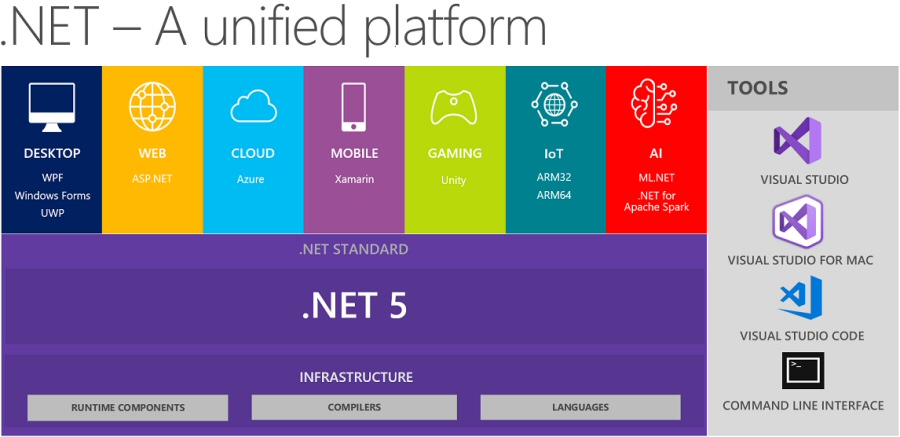 .NET – A unified platform
DESKTOP
WPF
Windows Forms
UWP
WEB
ASP.NET
CLOUD
Azure
MOBILE
Xamarin
GAMING
Unity
IoT
ARM32
ARM64
AI
ML.NET
.NET for
Apache Spark
.NET STANDARD
.NET 5
INFRASTRUCTURE
RUNTIME COMPONENTS
COMPILERS
LANGUAGES
TOOLS
VISUAL STUDIO
VISUAL STUDIO FOR MAC
VISUAL STUDIO CODE
>_
COMMAND LINE INTERFACE